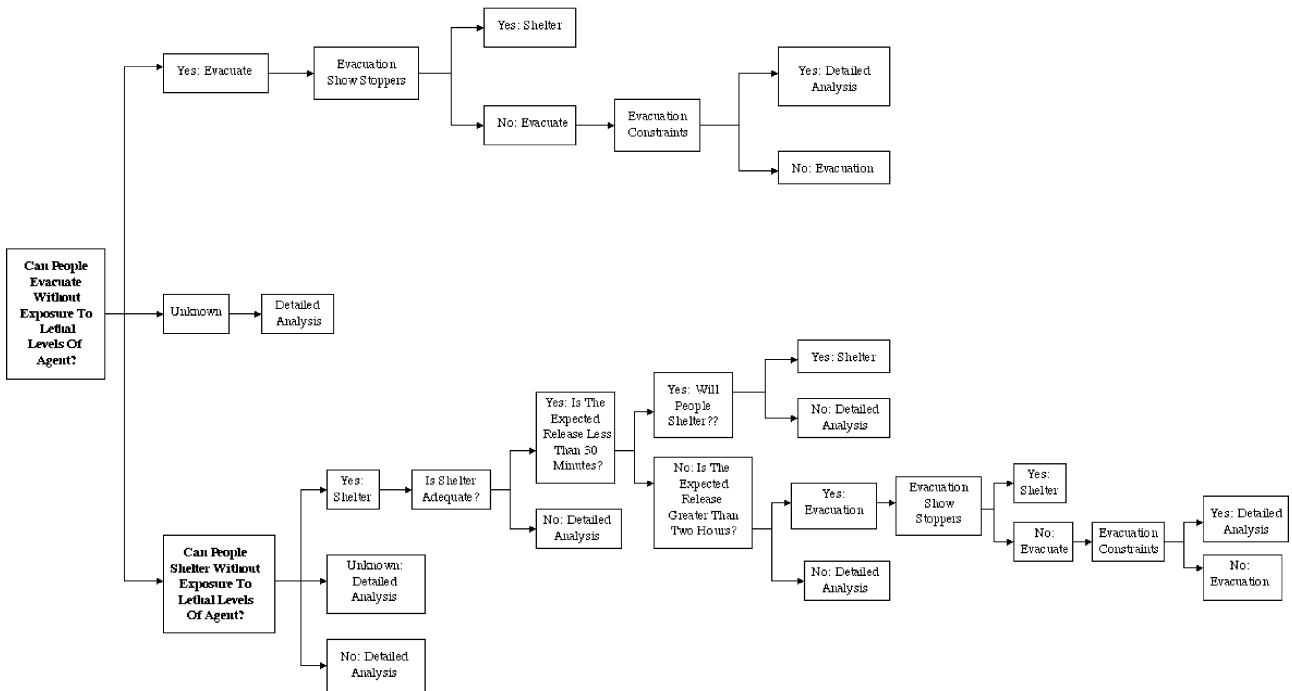 Yes: Shelter
Yes: Evacuate
Evacuation
Show Stoppers
Yes: Detailed
Analysis
No: Evacuate
Evacuation
Constraints
No: Evacuation
Can People
Evacuate
Without
Exposure To
Lethal
Levels Of
Agent?
Unknown
Detailed
Analysis
Yes: Is The
Expected
Release Less
Than 30
Minutes?
Yes: Will
People
Shelter??
Yes: Shelter
No: Detailed
Analysis
Yes:
Shelter
Is Shelter
Adequate?
No: Detailed
Analysis
No: Is The
Expected
Release
Greater Than
Two Hours?
Yes:
Evacuation
Evacuation
Show
Stoppers
Yes:
Shelter
No:
Evacuate
Evacuation
Constraints
Yes: Detailed
Analysis
No:
Evacuation
No: Detailed
Analysis
Can People
Shelter Without
Exposure To
Lethal Levels
Of Agent?
Unknown:
Detailed
Analysis
No: Detailed
Analysis